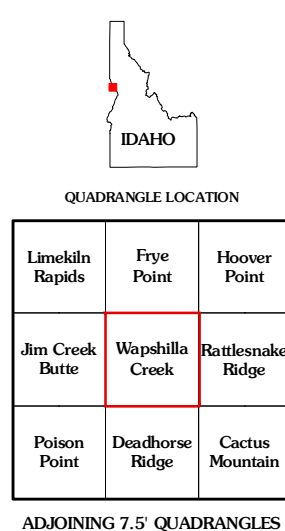 IDAHO
QUADRANGLE LOCATION
Limekiln
Rapids
Frye
Point
Hoover
Point
Jim Creek
Butte
Wapshilla
Creek
Rattlesnake
Ridge
Poison
Point
Deadhorse
Ridge
Cactus
Mountain
ADJOINING 7.5' QUADRANGLES